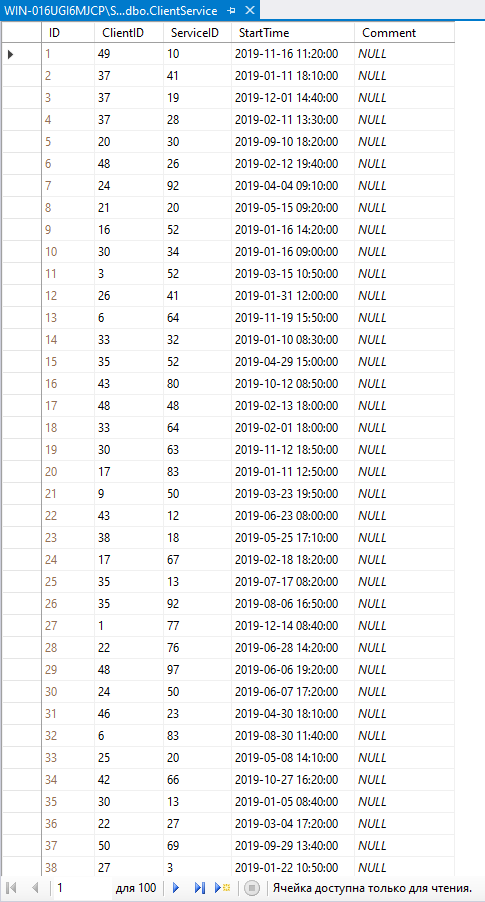 WIN-016UGI6MJCP\S...dbo.ClientService
ID ClientID ServiceID StartTime Comment
1 49 10 2019-11-16 11:20:00 NULL
2 37 41 2019-01-11 18:10:00 NULL
3 37 19 2019-12-01 14:40:00 NULL
4 37 28 2019-02-11 13:30:00 NULL
5 20 30 2019-09-10 18:20:00 NULL
6 48 26 2019-02-12 19:40:00 NULL
7 24 92 2019-04-04 09:10:00 NULL
8 21 20 2019-05-15 09:20:00 NULL
9 16 52 2019-01-16 14:20:00 NULL
10 30 34 2019-01-16 09:00:00 NULL
11 3 52 2019-03-15 10:50:00 NULL
12 26 41 2019-01-31 12:00:00 NULL
13 6 64 2019-11-19 15:50:00 NULL
14 33 32 2019-01-10 08:30:00 NULL
15 35 52 2019-04-29 15:00:00 NULL
16 43 80 2019-10-12 08:50:00 NULL
17 48 48 2019-02-13 18:00:00 NULL
18 33 64 2019-02-01 18:00:00 NULL
19 30 63 2019-11-12 18:50:00 NULL
20 17 83 2019-01-11 12:50:00 NULL
21 9 50 2019-03-23 19:50:00 NULL
22 43 12 2019-06-23 08:00:00 NULL
23 38 18 2019-05-25 17:10:00 NULL
24 17 67 2019-02-18 18:20:00 NULL
25 35 13 2019-07-17 08:20:00 NULL
26 35 92 2019-08-06 16:50:00 NULL
27 1 77 2019-12-14 08:40:00 NULL
28 22 76 2019-06-28 14:20:00 NULL
29 48 97 2019-06-06 19:20:00 NULL
30 24 50 2019-06-07 17:20:00 NULL
31 46 23 2019-04-30 18:10:00 NULL
32 6 83 2019-08-30 11:40:00 NULL
33 25 20 2019-05-08 14:10:00 NULL
34 42 66 2019-10-27 16:20:00 NULL
35 30 13 2019-01-05 08:40:00 NULL
36 22 27 2019-03-04 17:20:00 NULL
37 50 69 2019-09-29 13:40:00 NULL
38 27 3 2019-01-22 10:50:00 NULL
1 для 100 Ячейка доступна только для чтения.